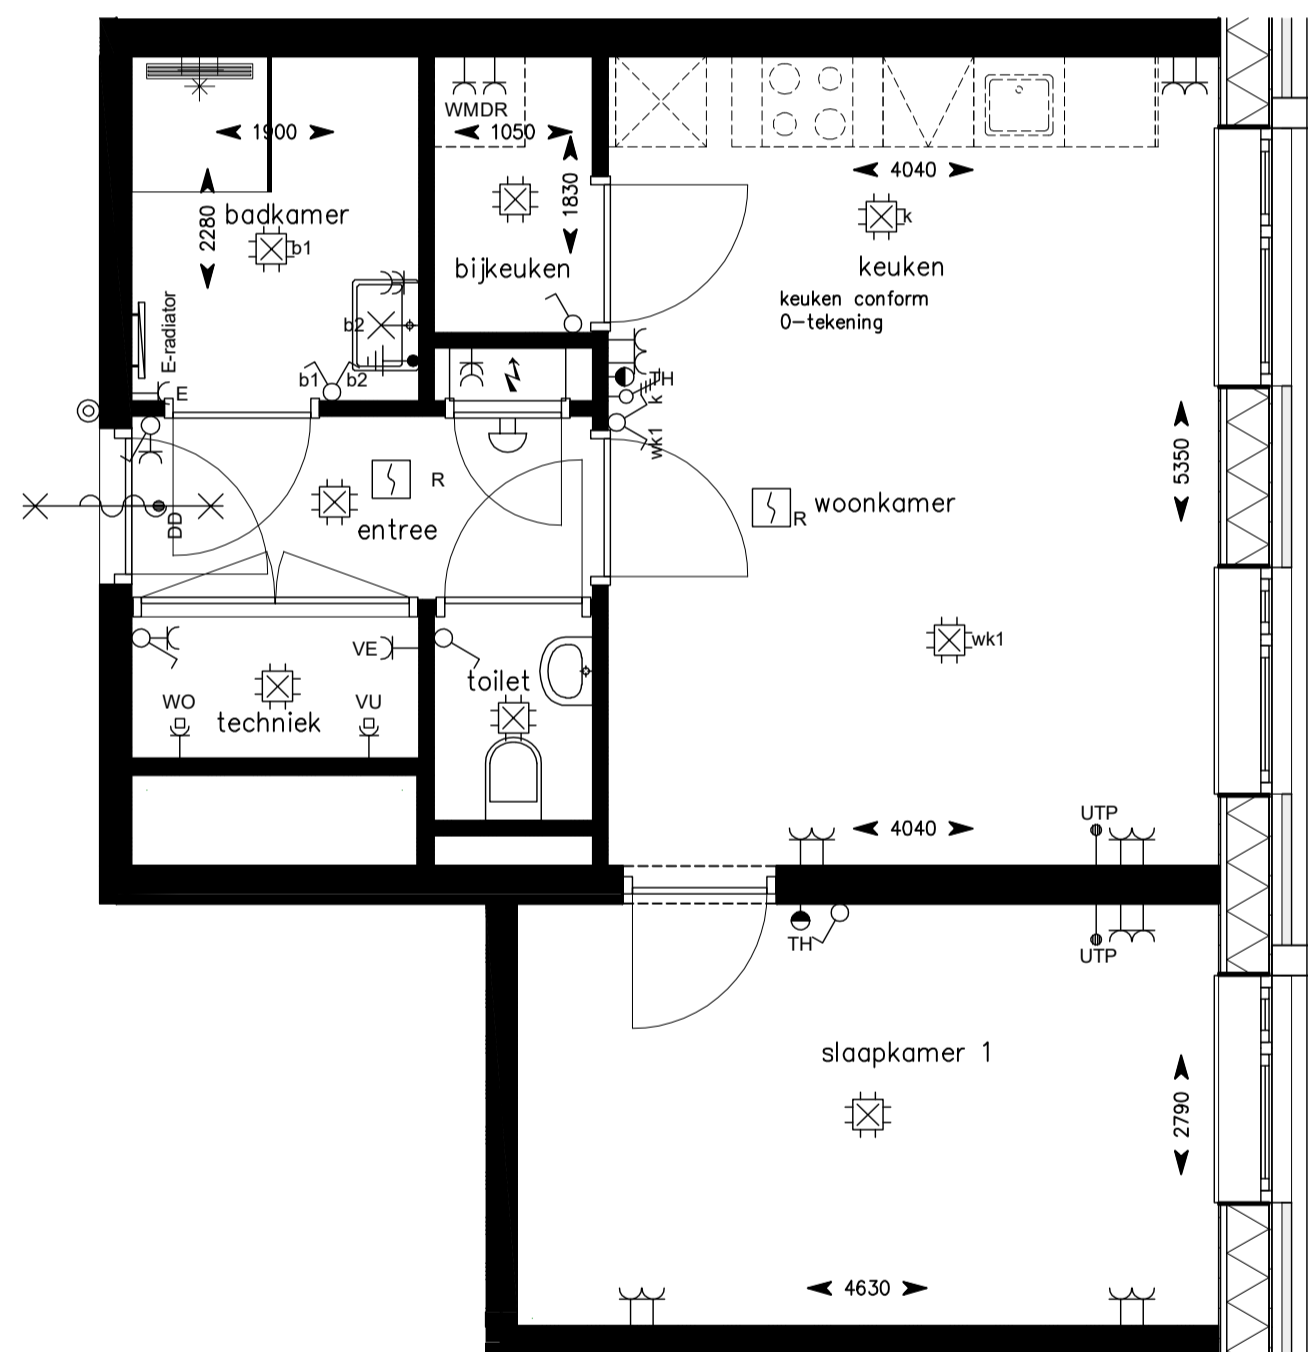 WMDR
1900
1050
1830
4040
2280
badkamer
b1
k
bijkeuken
keuken
keuken conform
0-tekening
E-radiator
b2
b1
b2
E
TH
k
wk1
5350
R
R
woonkamer
DD
entree
wk1
VE
toilet
WO
VU
techniek
4040
UTP
TH
UTP
slaapkamer 1
2790
4630